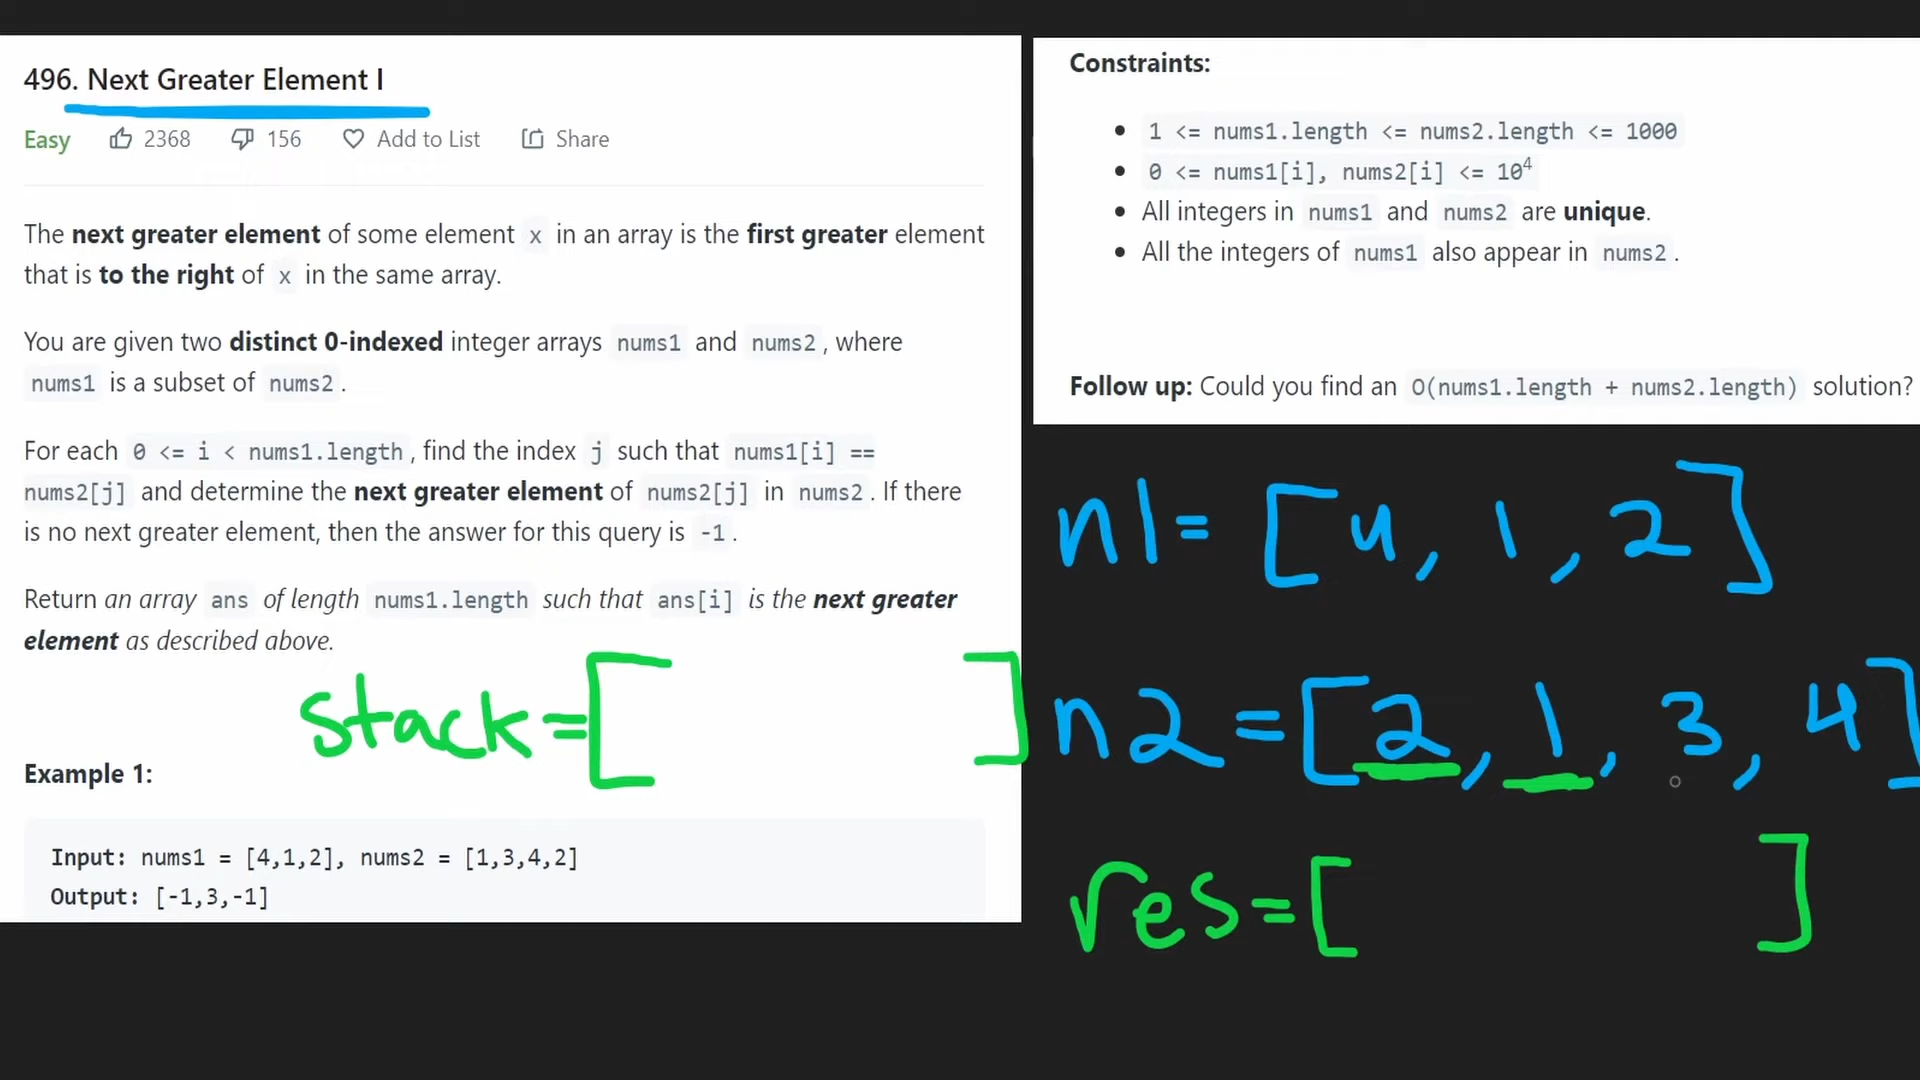 496. Next Greater Element I
Easy 2368 156 Add to List Share
The next greater element of some element x in an array is the first greater element
that is to the right of x in the same array.
You are given two distinct 0-indexed integer arrays nums1 and nums2, where
nums1 is a subset of nums2.
For each 0 <= i < nums1.length, find the index j such that nums1[i] ==
nums2[j] and determine the next greater element of nums2[j] in nums2. If there
is no next greater element, then the answer for this query is -1.
Return an array ans of length nums1.length such that ans[i] is the next greater
element as described above.
stack=[ ]
Example 1:
Input: nums1 = [4,1,2], nums2 = [1,3,4,2]
Output: [-1,3,-1]
Constraints:
• 1 <= nums1.length <= nums2.length <= 1000
• 0 <= nums1[i], nums2[i] <= 10⁴
• All integers in nums1 and nums2 are unique.
• All the integers of nums1 also appear in nums2.
Follow up: Could you find an O(nums1.length + nums2.length) solution?
n1= [4, 1, 2]
n2 = [2, 1, 3, 4]
res=[ ]